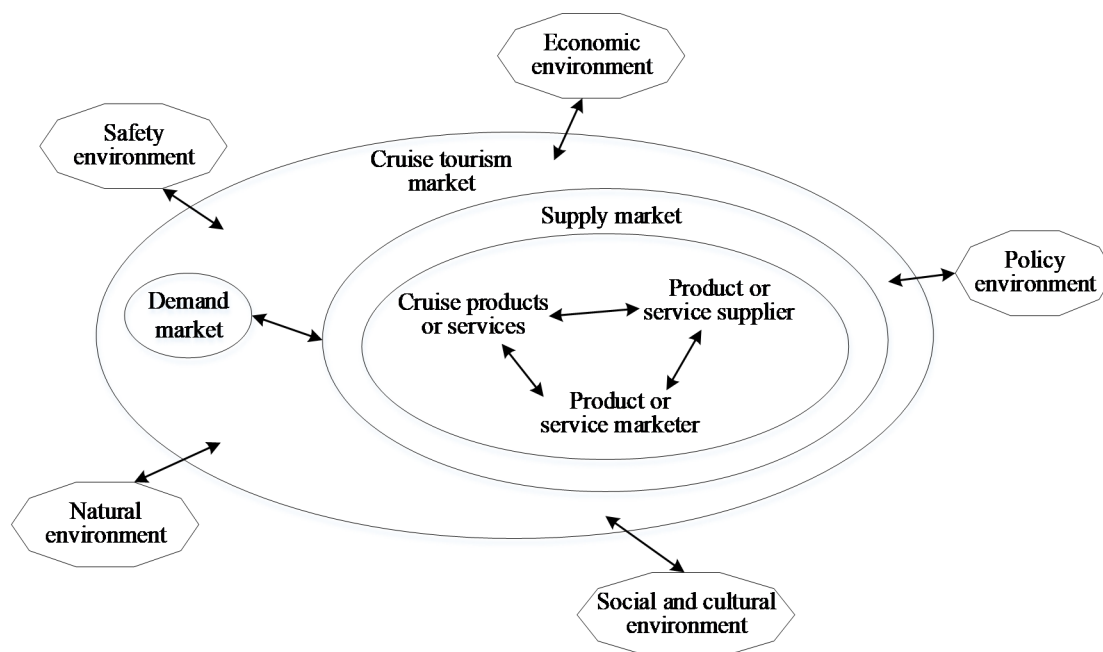 Economic
environment
Safety
environment
Cruise tourism
market
Supply market
Policy
environment
Demand
market
Cruise products
or services
Product or
service supplier
Product or
service marketer
Natural
environment
Social and cultural
environment